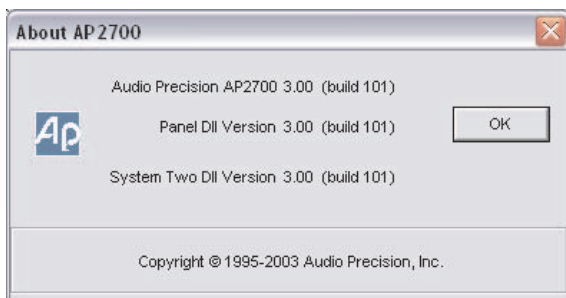 About AP2700
Audio Precision AP2700 3.00 (build 101)
Ap
Panel Dll Version 3.00 (build 101)
OK
System Two Dll Version 3.00 (build 101)
Copyright © 1995-2003 Audio Precision, Inc.